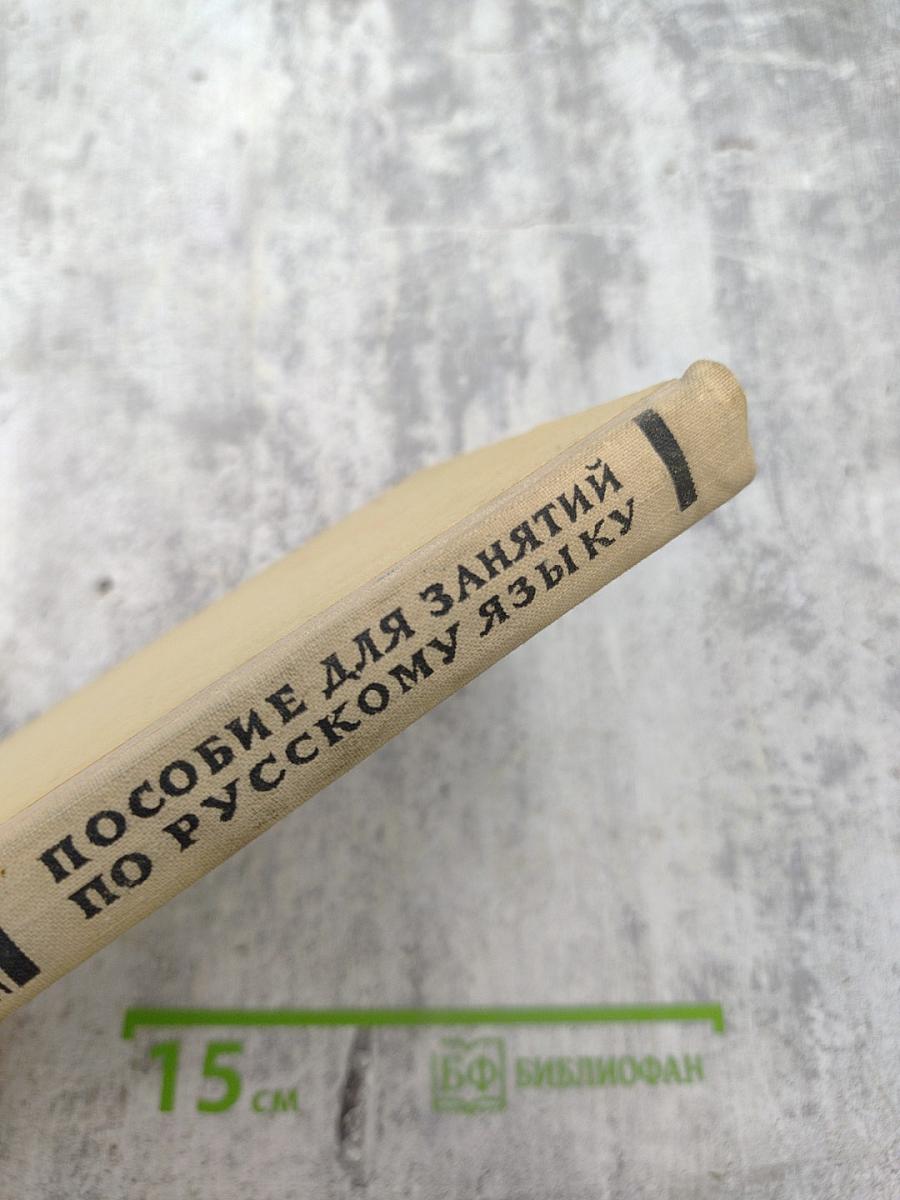 ПОСОБИЕ ДЛЯ ЗАНЯТИЙ
ПО РУССКОМУ ЯЗЫКУ
15 см
БФ БИБЛИОФАН